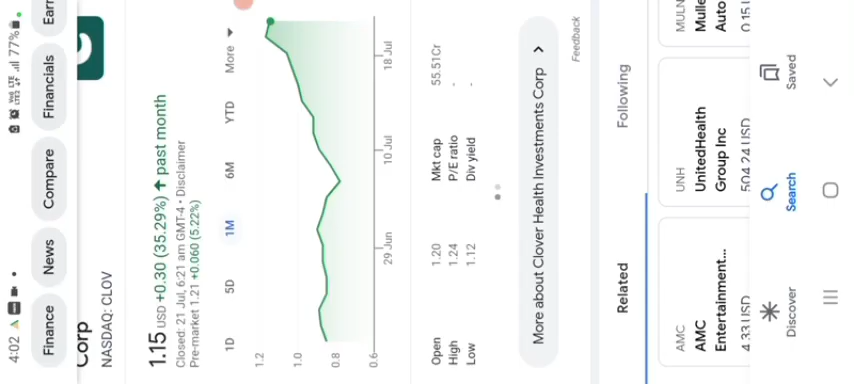 4:02
Vo) LTE 77%
Finance News Compare Financials Earn
Corp
NASDAQ: CLOV
1.15 USD +0.30 (35.29%) ↑ past month
Closed: 21 Jul, 6:21 am GMT-4 • Disclaimer
Pre-market 1.21 +0.060 (5.22%)
1D 5D 1M 6M YTD More
1.2
1.0
0.8
0.6
29 Jun 10 Jul 18 Jul
Open 1.20 Mkt cap 55.51Cr
High 1.24 P/E ratio -
Low 1.12 Div yield -
More about Clover Health Investments Corp >
Feedback
Related Following
AMC
AMC
Entertainment...
4.33 USD
UNH
UnitedHealth
Group Inc
504.24 USD
MULN
Mulle
Auto
0.15 U
Discover Search Saved